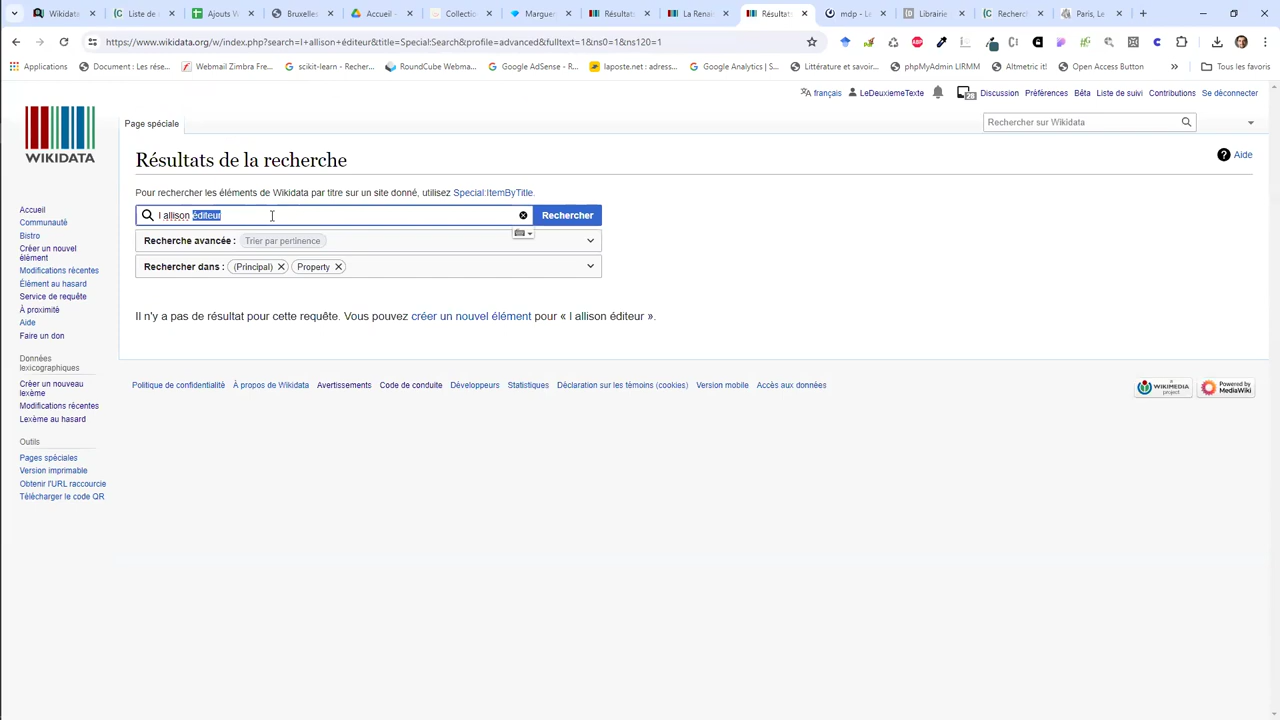 Wikidata
Liste de
Ajouts W
Bruxelles
Accueil -
Collectio
Marguer
Résultat
La Rena
Résultats
mdp - L
Librairie
Recherc
Paris, Le
https://www.wikidata.org/w/index.php?search=l+allison+éditeur&title=Special:Search&profile=advanced&fulltext=1&ns0=1&ns120=1
Applications
Document : Les rése...
Webmail Zimbra Fre...
scikit-learn - Recher...
RoundCube Webma...
Google AdSense - R...
laposte.net : adress...
Google Analytics | S...
Littérature et savoir...
phpMyAdmin LIRMM
Altmetric it!
Open Access Button
»
Tous les favoris
français LeDeuxiemeTexte Discussion Préférences Bêta Liste de suivi Contributions Se déconnecter
Page spéciale
Rechercher sur Wikidata
WIKIDATA
Résultats de la recherche
Aide
Pour rechercher les éléments de Wikidata par titre sur un site donné, utilisez Special:ItemByTitle.
l allison éditeur
Rechercher
Recherche avancée : Trier par pertinence
Rechercher dans : (Principal) Property
Il n'y a pas de résultat pour cette requête. Vous pouvez créer un nouvel élément pour « l allison éditeur ».
Accueil
Communauté
Bistro
Créer un nouvel
élément
Modifications récentes
Élément au hasard
Service de requête
À proximité
Aide
Faire un don
Données
lexicographiques
Créer un nouveau
lexème
Modifications récentes
Lexème au hasard
Outils
Pages spéciales
Version imprimable
Obtenir l'URL raccourcie
Télécharger le code QR
Politique de confidentialité À propos de Wikidata Avertissements Code de conduite Développeurs Statistiques Déclaration sur les témoins (cookies) Version mobile Accès aux données
WIKIMEDIA
project
Powered by
MediaWiki